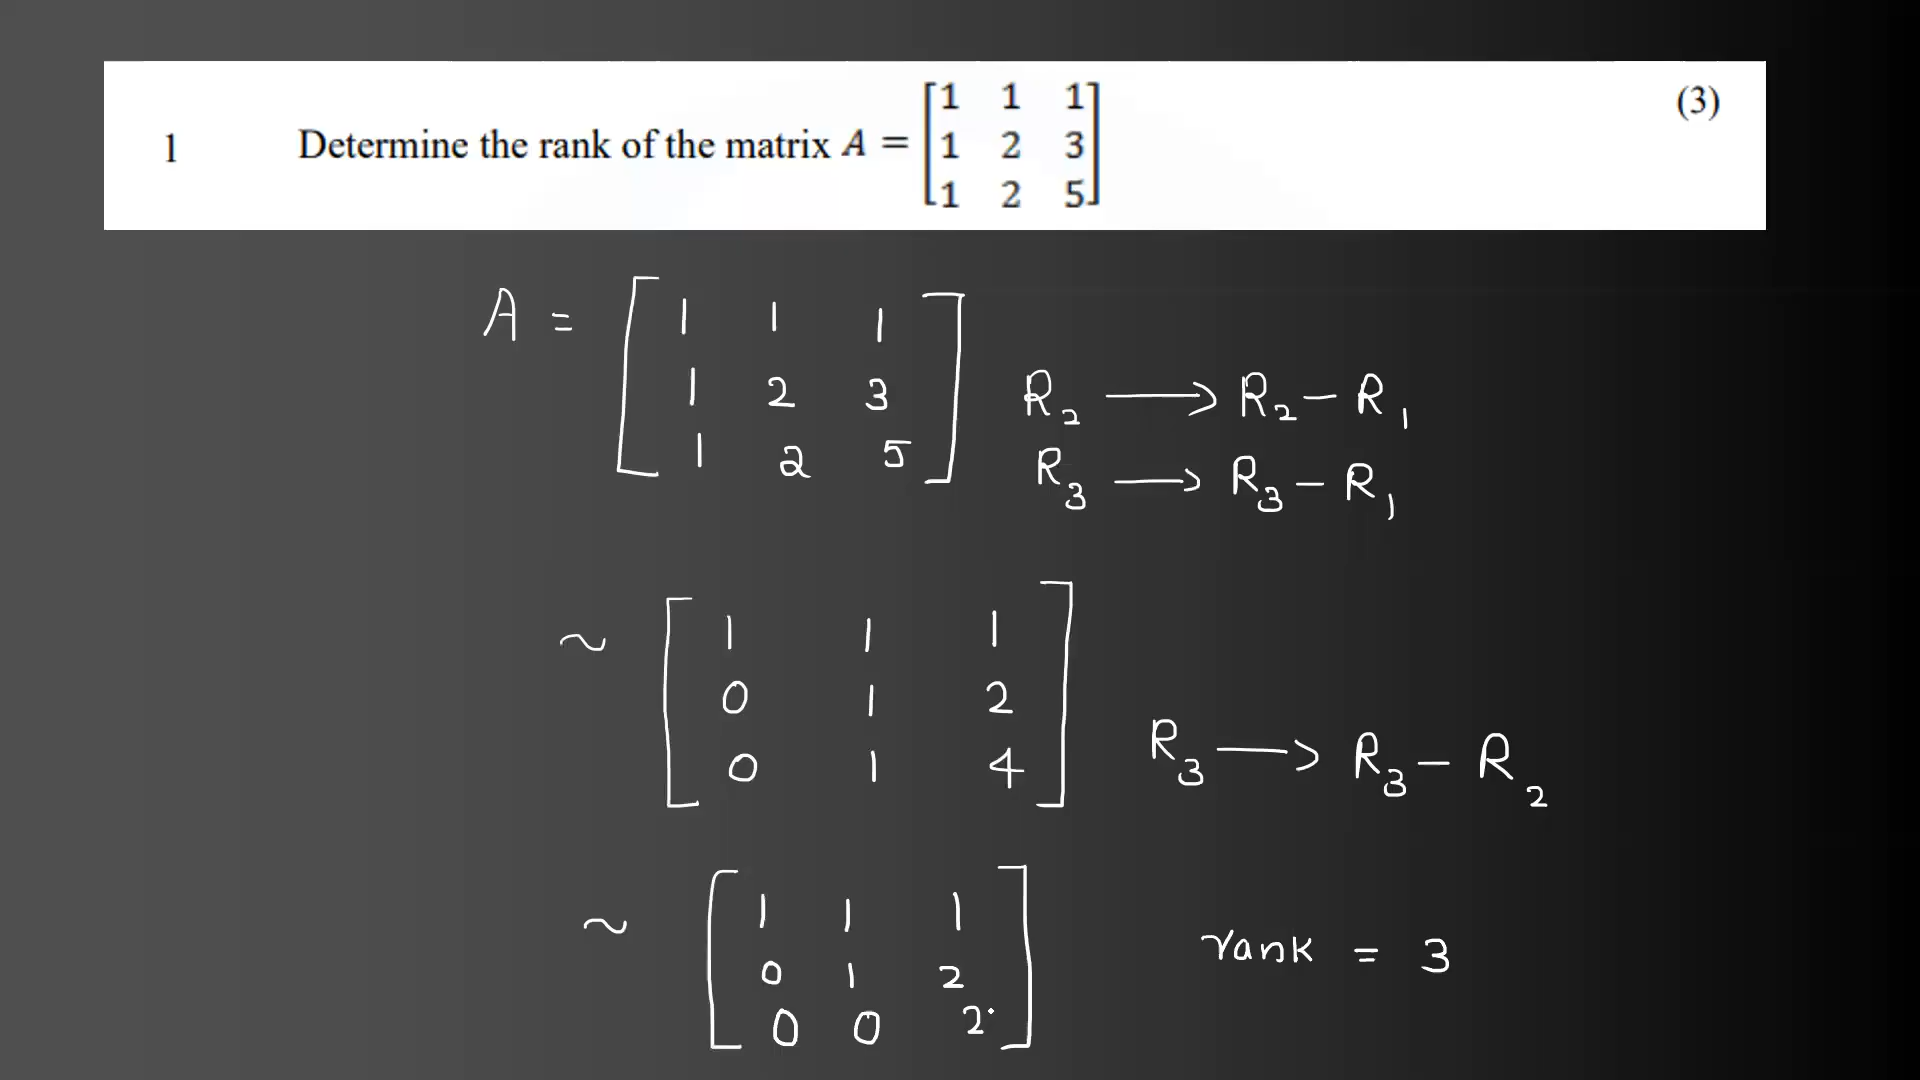 (3)
1 Determine the rank of the matrix A = [1 1 1
1 2 3
1 2 5]
A = [1 1 1
1 2 3] R₂ ⟶ R₂ − R₁
1 2 5 R₃ ⟶ R₃ − R₁
~ [1 1 1
0 1 2
0 1 4] R₃ ⟶ R₃ − R₂
~ [1 1 1
0 1 2 rank = 3
0 0 2]